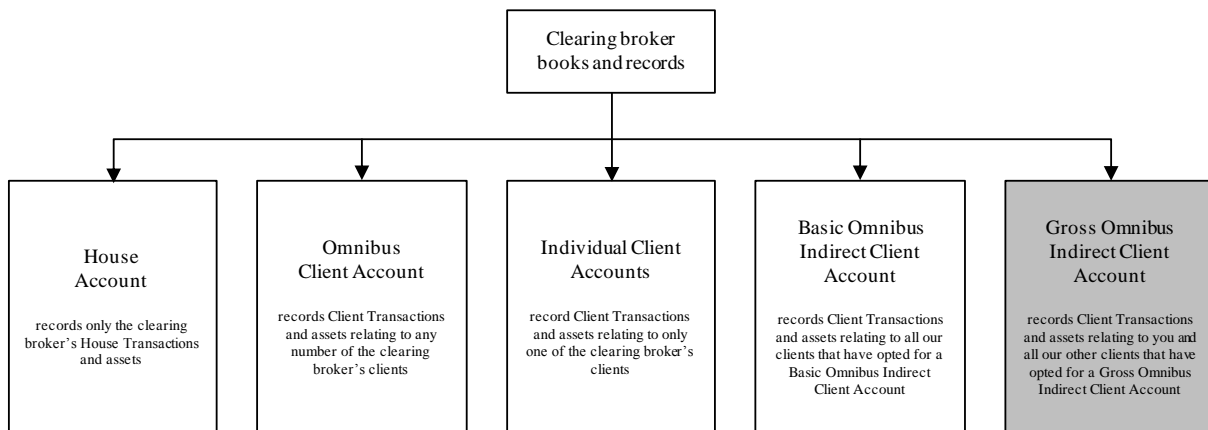 Clearing broker
books and records
House
Account
records only the clearing
broker's House Transactions
and assets
Omnibus
Client Account
records Client Transactions
and assets relating to any
number of the clearing
broker's clients
Individual Client
Accounts
record Client Transactions
and assets relating to only
one of the clearing broker's
clients
Basic Omnibus
Indirect Client
Account
records Client Transactions
and assets relating to all our
clients that have opted for a
Basic Omnibus Indirect
Client Account
Gross Omnibus
Indirect Client
Account
records Client Transactions
and assets relating to you and
all our other clients that have
opted for a Gross Omnibus
Indirect Client Account